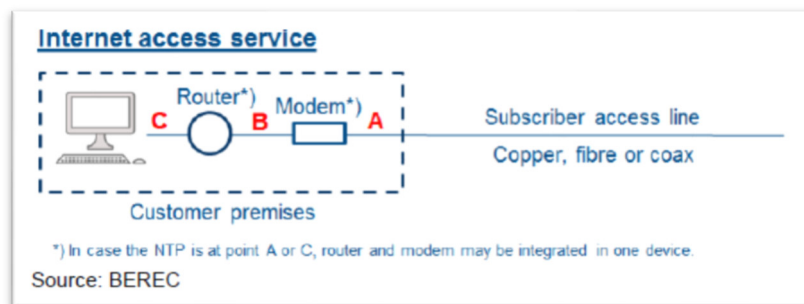 Internet access service
Router*)
Modem*)
C
B
A
Subscriber access line
Copper, fibre or coax
Customer premises
*) In case the NTP is at point A or C, router and modem may be integrated in one device.
Source: BEREC